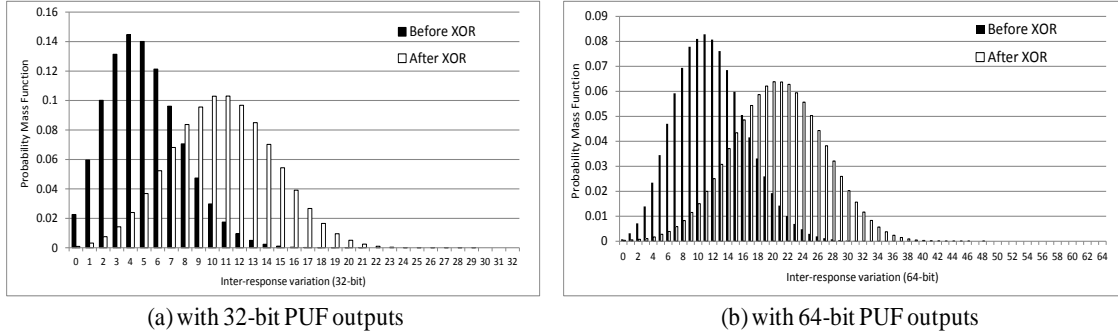 0.16
0.14
0.12
0.1
0.08
0.06
0.04
0.02
0
Probability Mass Function
Before XOR
After XOR
0 1 2 3 4 5 6 7 8 9 10 11 12 13 14 15 16 17 18 19 20 21 22 23 24 25 26 27 28 29 30 31 32
Inter-response variation (32-bit)
(a) with 32-bit PUF outputs
0.09
0.08
0.07
0.06
0.05
0.04
0.03
0.02
0.01
0
Probability Mass Function
Before XOR
After XOR
0 2 4 6 8 10 12 14 16 18 20 22 24 26 28 30 32 34 36 38 40 42 44 46 48 50 52 54 56 58 60 62 64
Inter-response variation (64-bit)
(b) with 64-bit PUF outputs